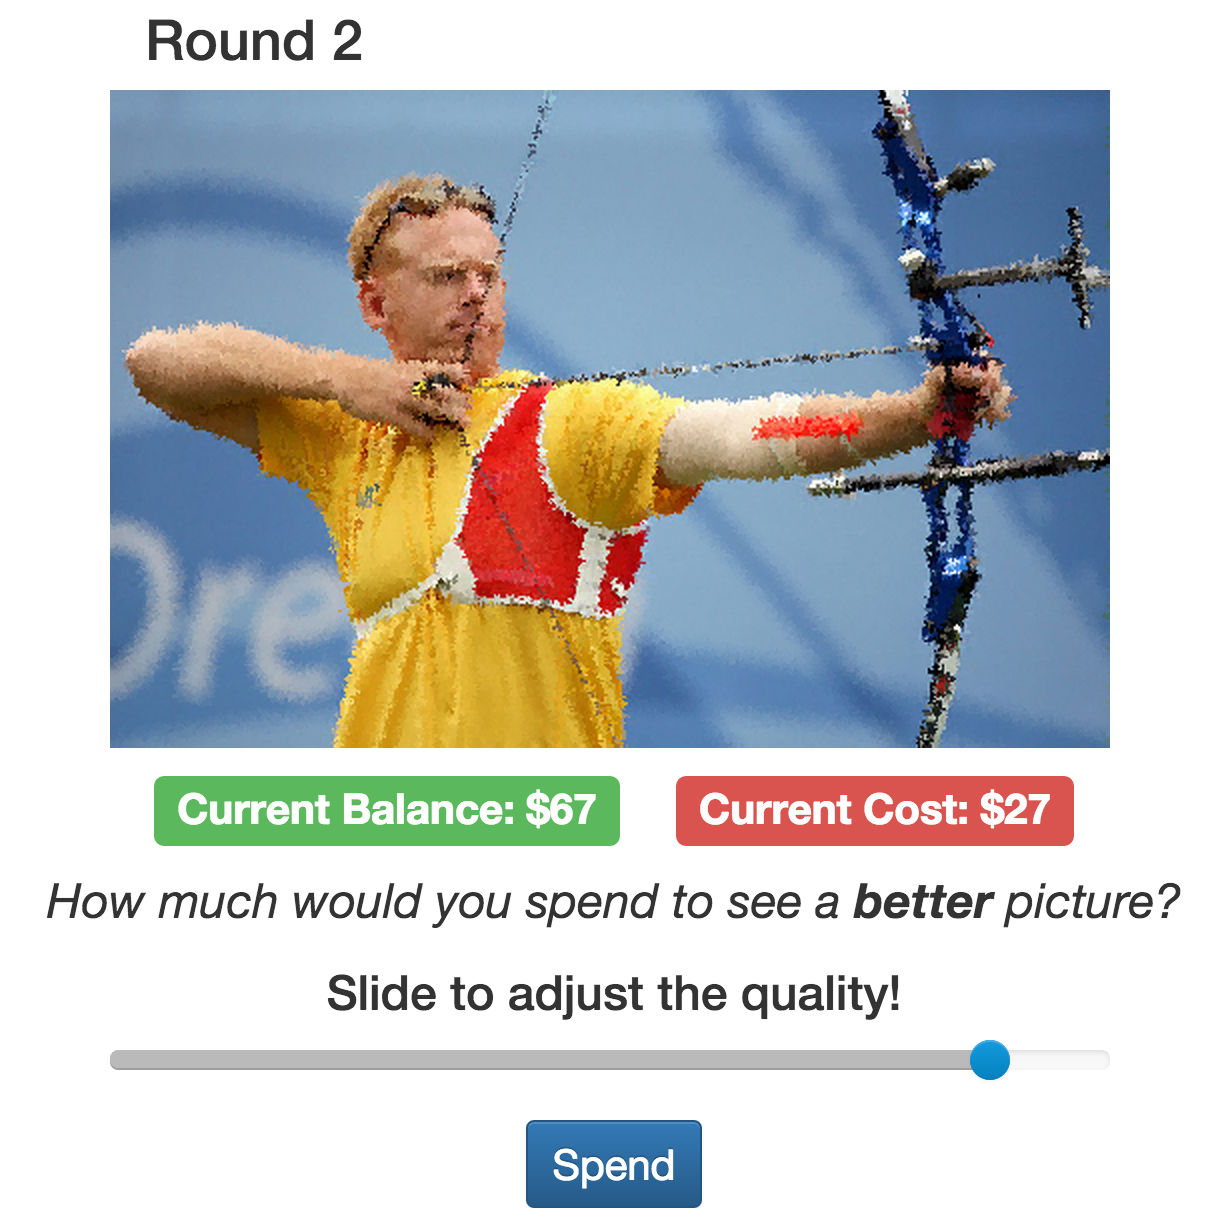 Round 2
Dre
Current Balance: $67
Current Cost: $27
How much would you spend to see a better picture?
Slide to adjust the quality!
Spend